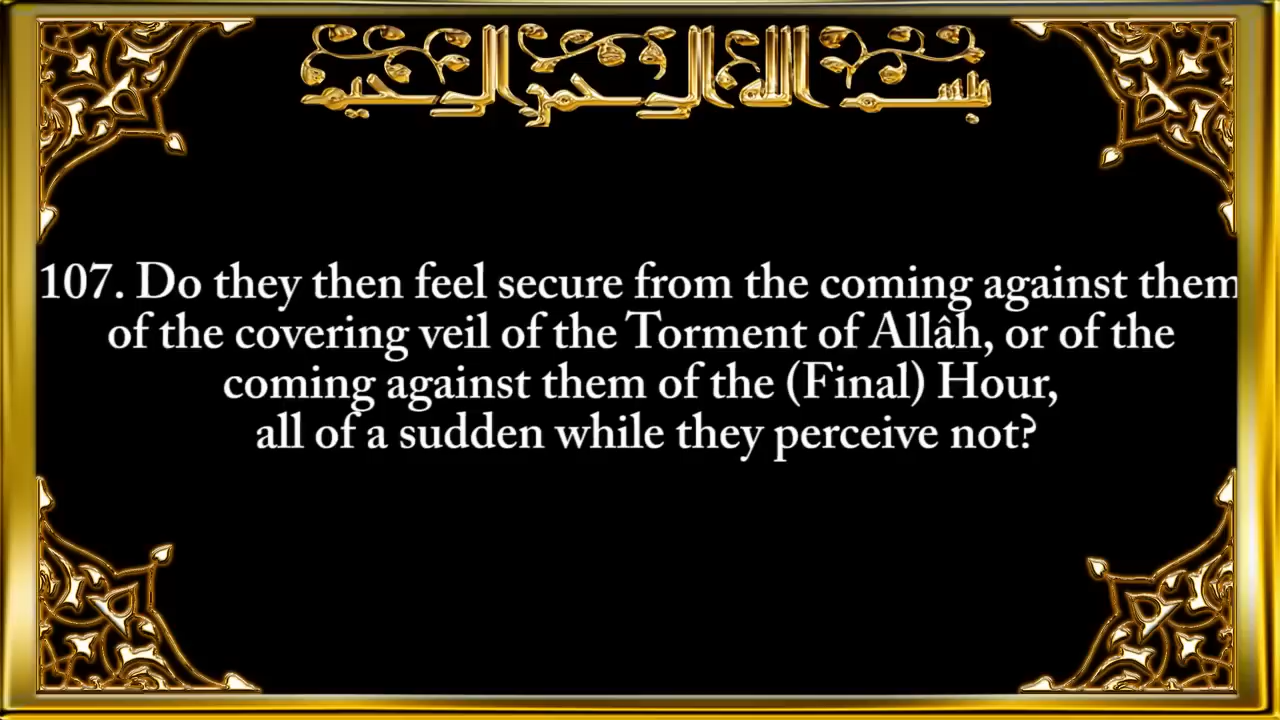 بسم الله الرحمن الرحيم
107. Do they then feel secure from the coming against them
of the covering veil of the Torment of Allâh, or of the
coming against them of the (Final) Hour,
all of a sudden while they perceive not?